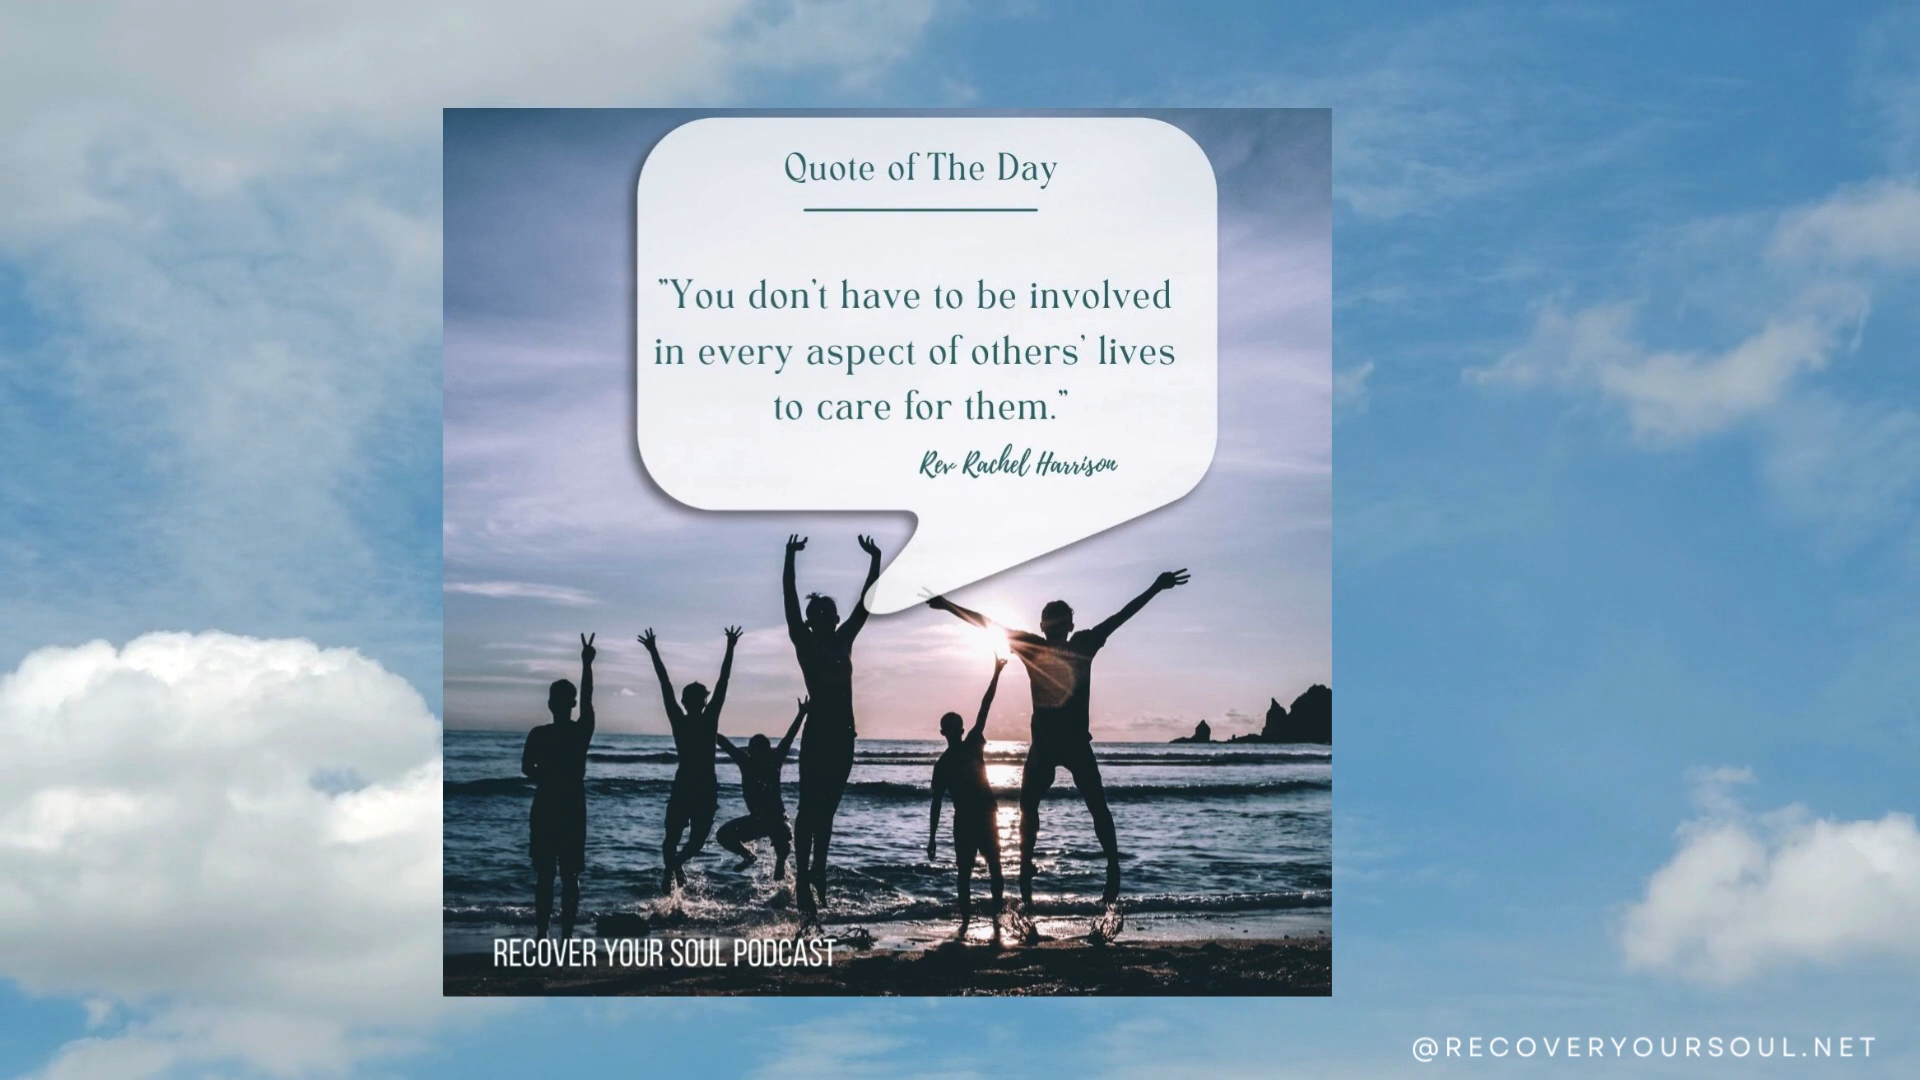 Quote of The Day
"You don't have to be involved
in every aspect of others' lives
to care for them."
Rev Rachel Harrison
RECOVER YOUR SOUL PODCAST
@RECOVERYOURSOUL.NET